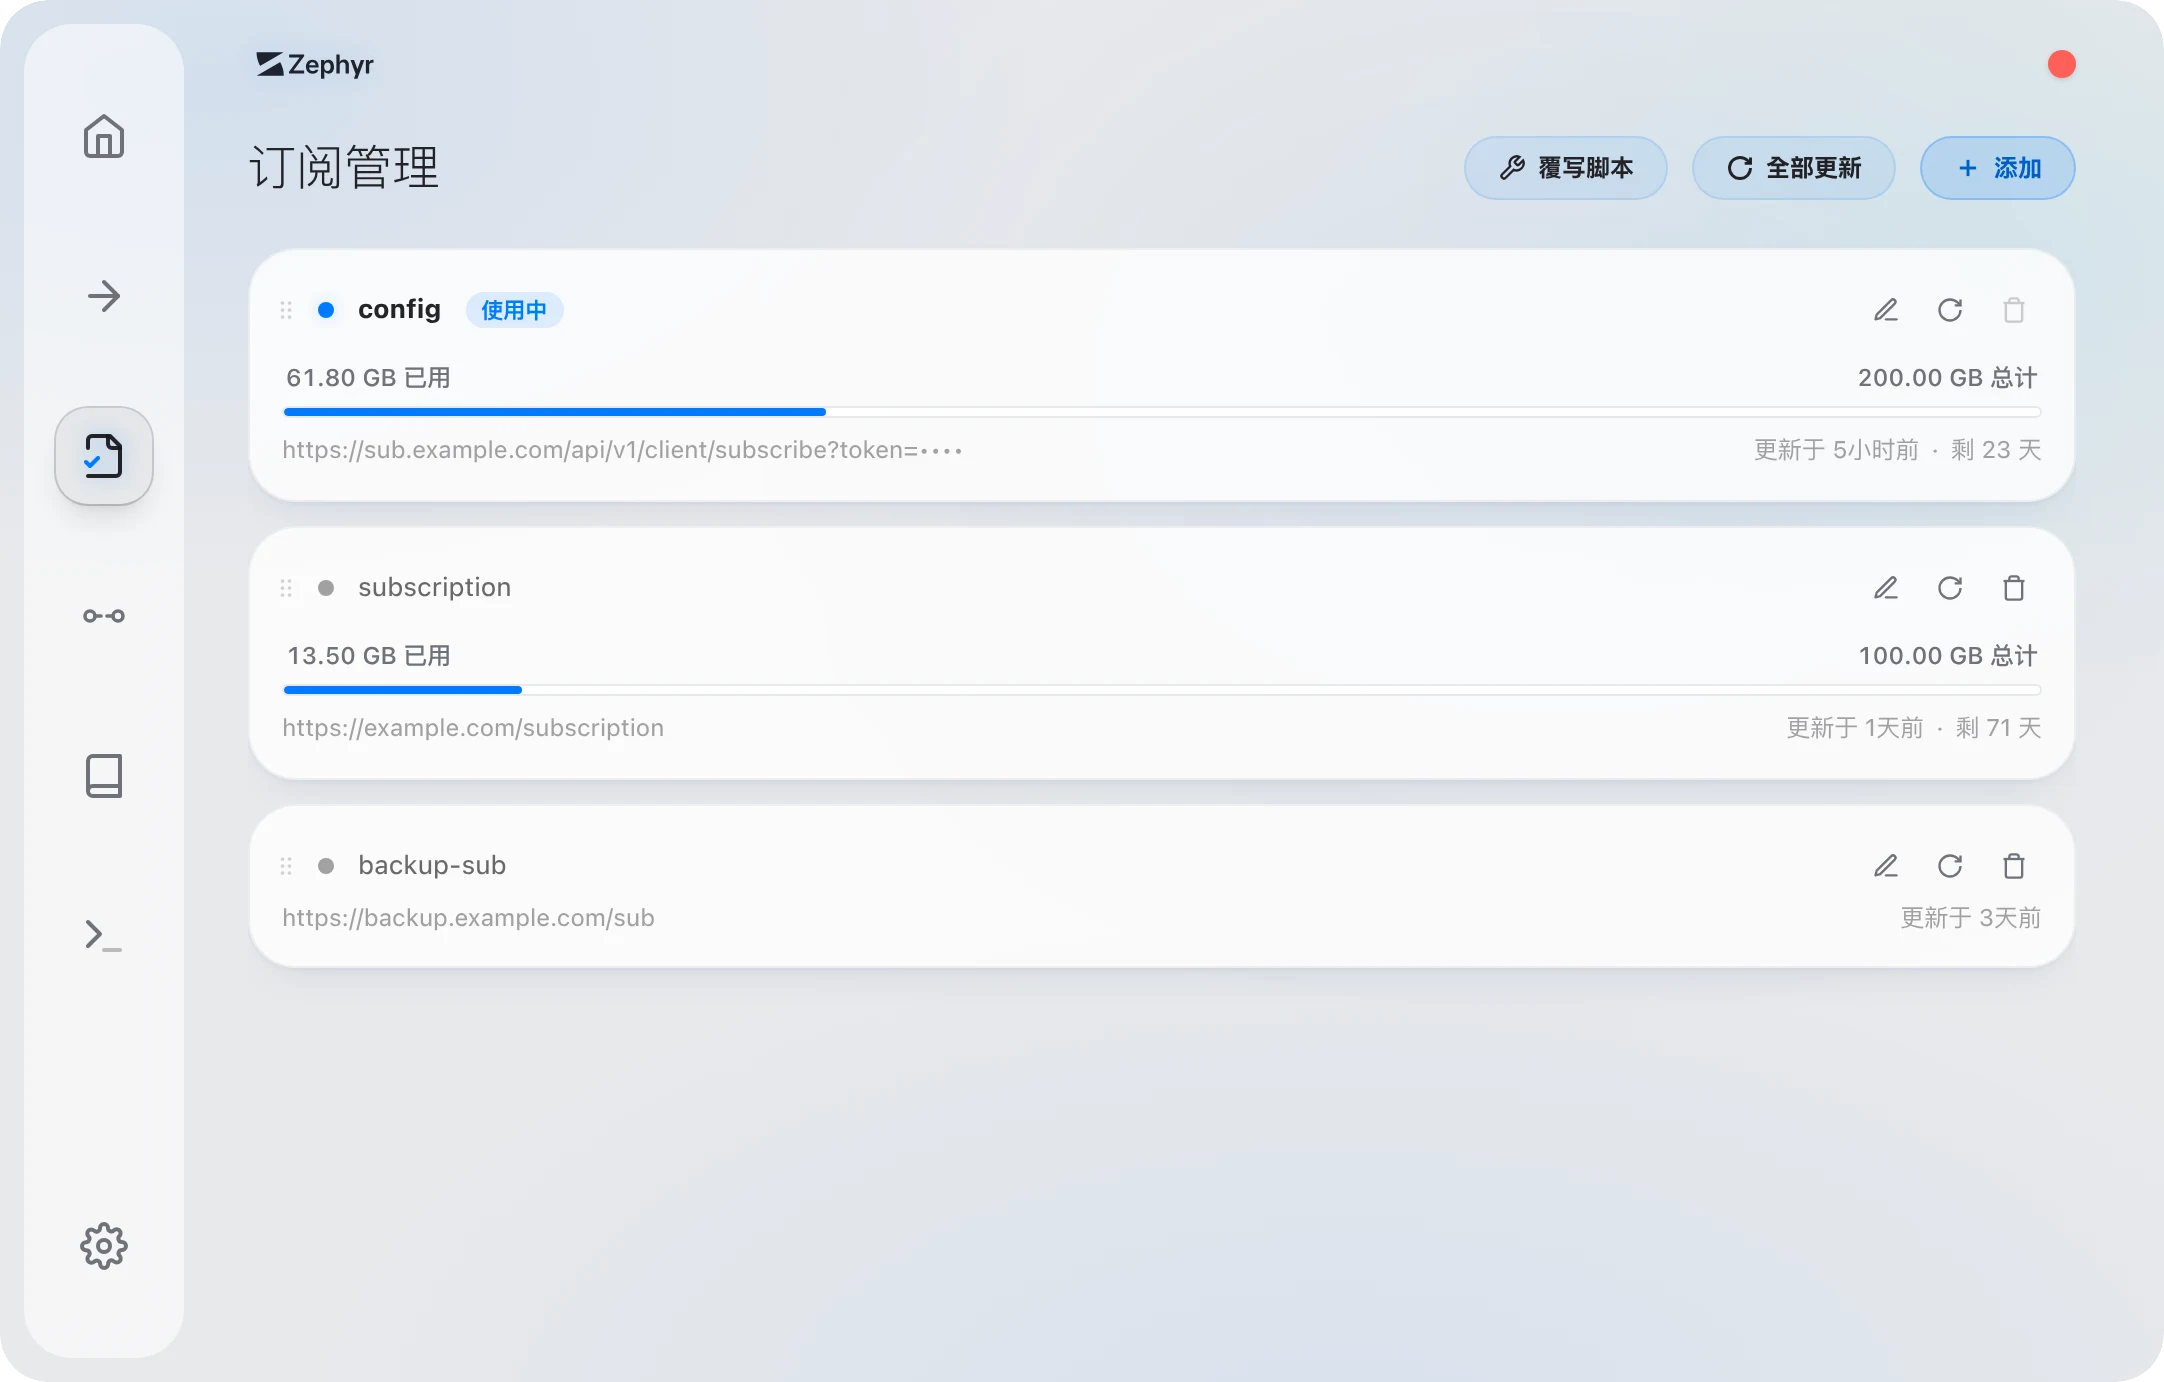 Zephyr
订阅管理
覆写脚本
全部更新
+ 添加
config 使用中
61.80 GB 已用
200.00 GB 总计
https://sub.example.com/api/v1/client/subscribe?token=····
更新于 5小时前 · 剩 23 天
subscription
13.50 GB 已用
100.00 GB 总计
https://example.com/subscription
更新于 1天前 · 剩 71 天
backup-sub
https://backup.example.com/sub
更新于 3天前